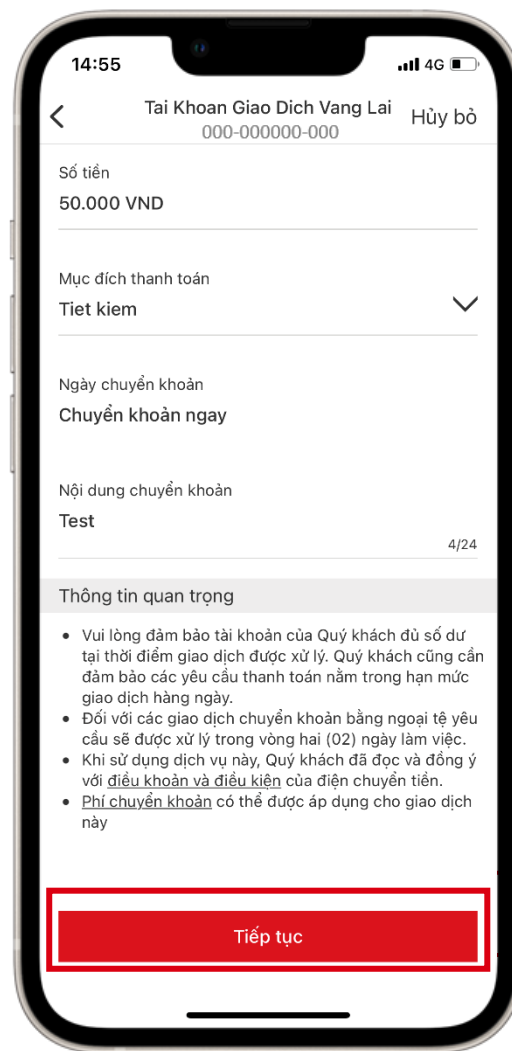 14:55
4G
Tai Khoan Giao Dich Vang Lai
000-000000-000
Hủy bỏ
Số tiền
50.000 VND
Mục đích thanh toán
Tiet kiem
Ngày chuyển khoản
Chuyển khoản ngay
Nội dung chuyển khoản
Test
4/24
Thông tin quan trọng
• Vui lòng đảm bảo tài khoản của Quý khách đủ số dư
tại thời điểm giao dịch được xử lý. Quý khách cũng cần
đảm bảo các yêu cầu thanh toán nằm trong hạn mức
giao dịch hàng ngày.
• Đối với các giao dịch chuyển khoản bằng ngoại tệ yêu
cầu sẽ được xử lý trong vòng hai (02) ngày làm việc.
• Khi sử dụng dịch vụ này, Quý khách đã đọc và đồng ý
với điều khoản và điều kiện của điện chuyển tiền.
• Phí chuyển khoản có thể được áp dụng cho giao dịch
này
Tiếp tục